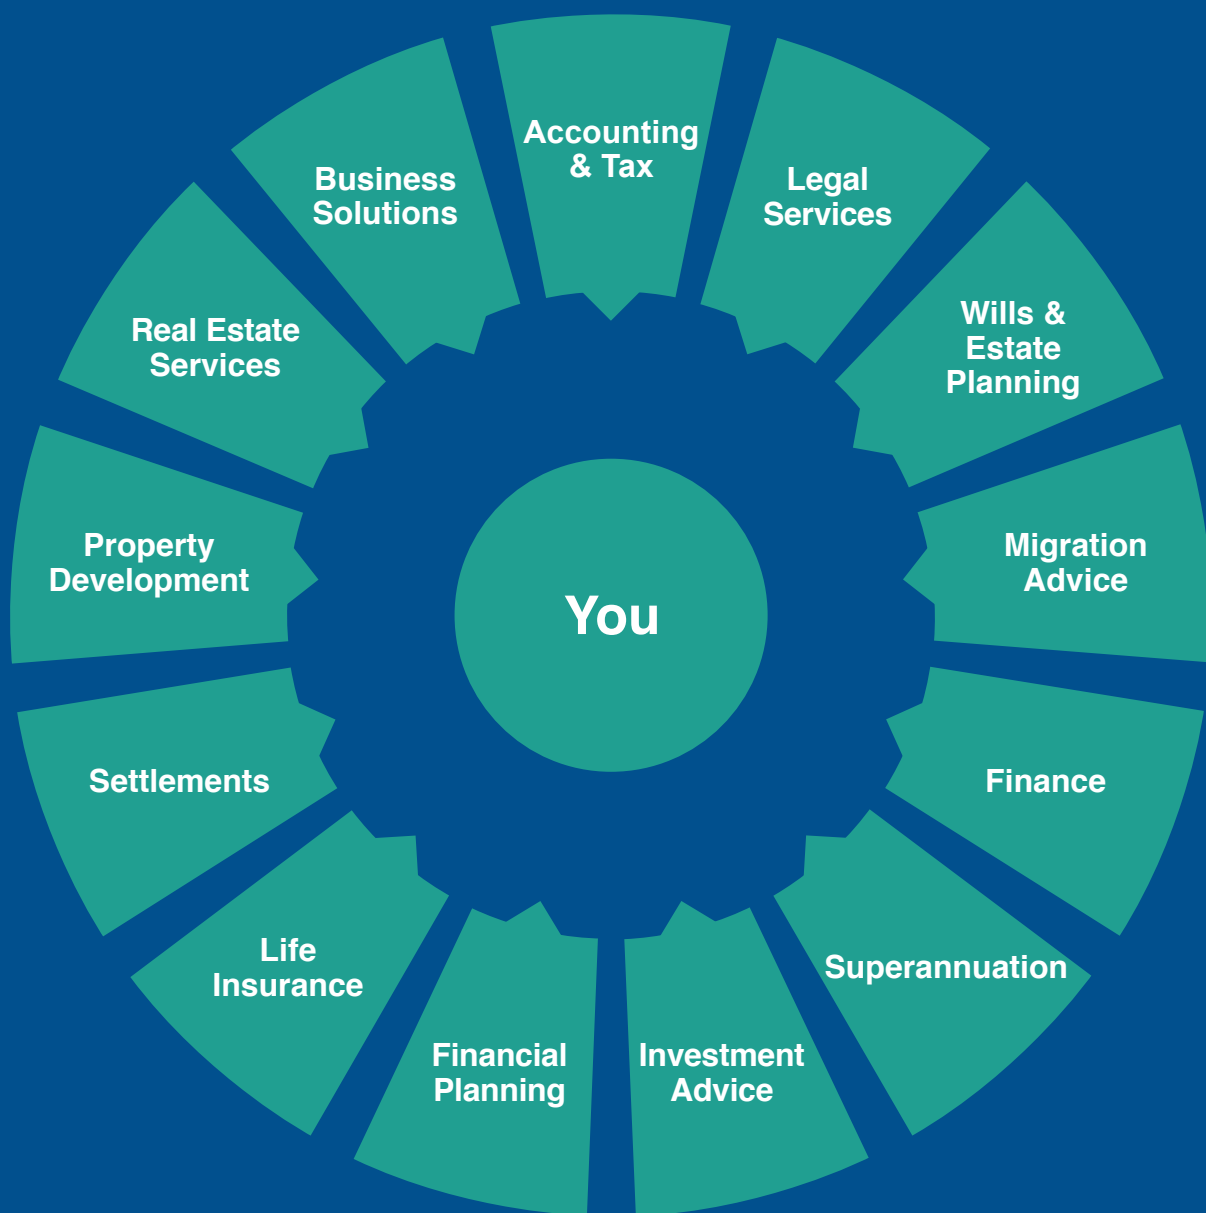 Accounting
& Tax
Legal
Services
Wills &
Estate
Planning
Migration
Advice
Finance
Superannuation
Investment
Advice
Financial
Planning
Life
Insurance
Settlements
Property
Development
Real Estate
Services
Business
Solutions
You